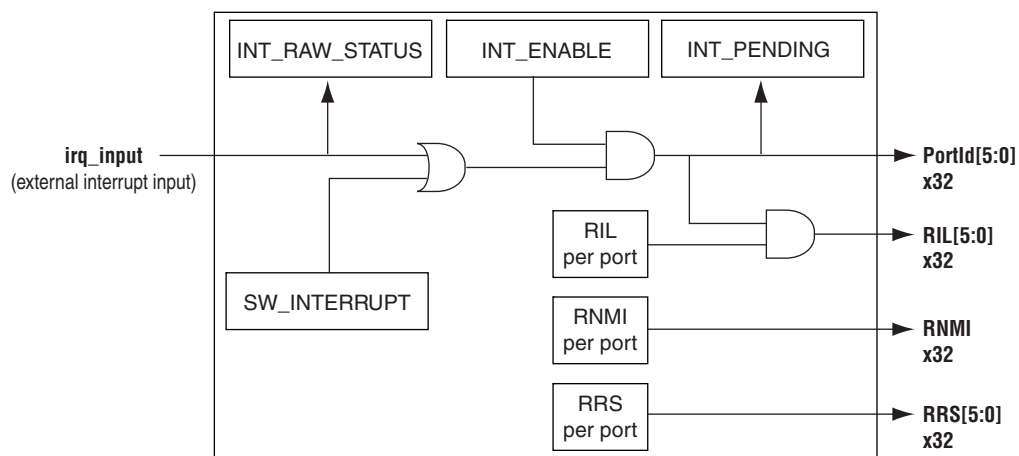 INT_RAW_STATUS
INT_ENABLE
INT_PENDING
irq_input
(external interrupt input)
PortId[5:0]
x32
RIL
per port
RIL[5:0]
x32
SW_INTERRUPT
RNMI
per port
RNMI
x32
RRS
per port
RRS[5:0]
x32